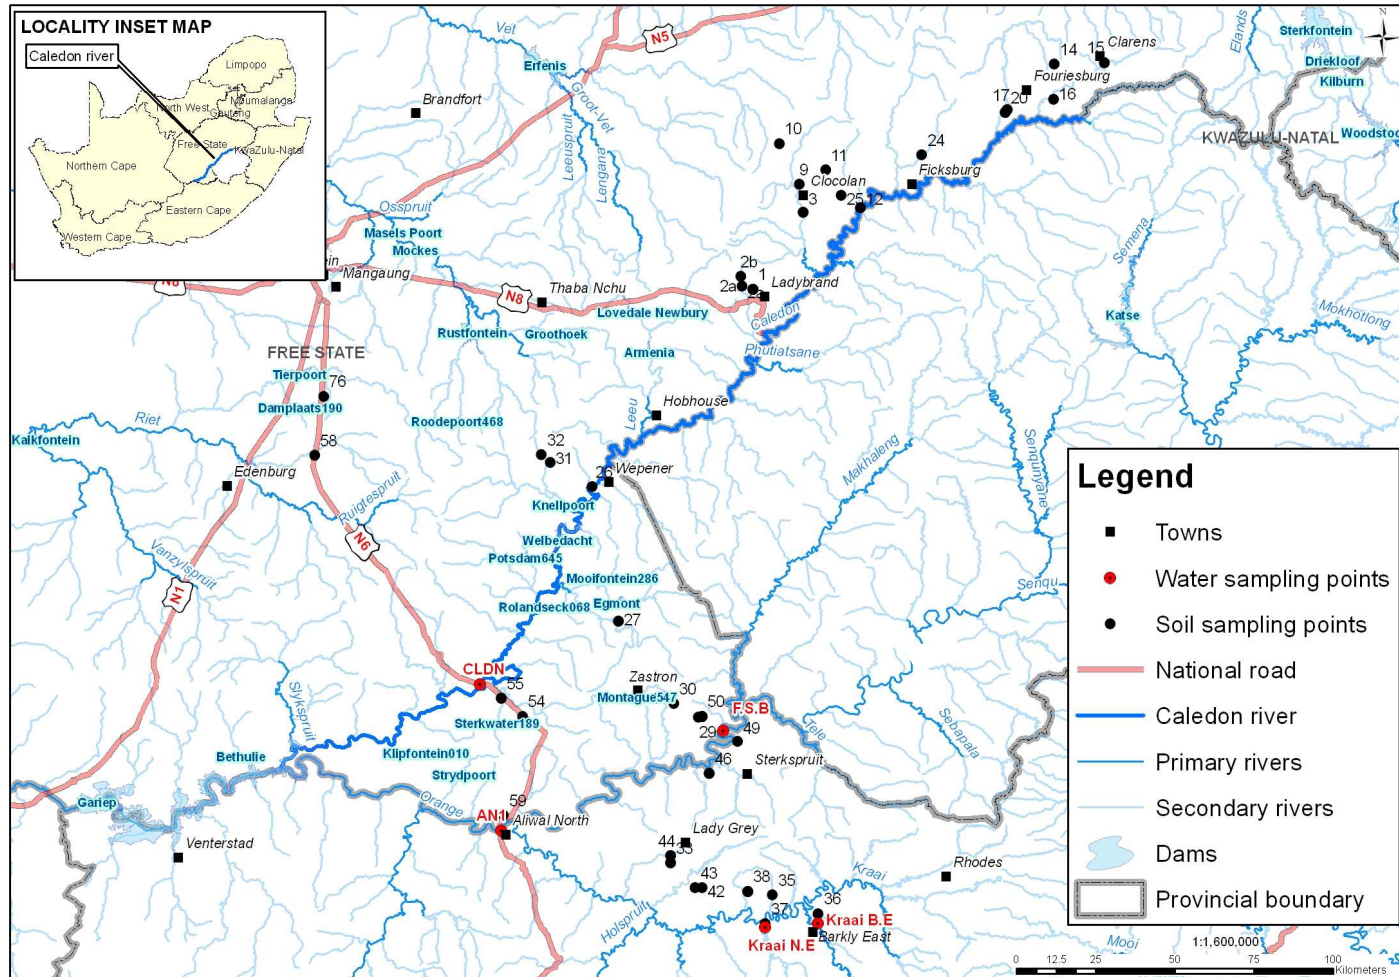 LOCALITY INSET MAP
Caledon river
Limpopo
North West
Mpumalanga
Gauteng
Free State
KwaZulu-Natal
Northern Cape
Eastern Cape
Western Cape
Vet
N5
Erfenis
Groot-Vet
Brandfort
Leeuspruit
Lengana
Osspruit
Masels Poort
Mockes
Mangaung
N8
N8
Thaba Nchu
Lovedale Newbury
Rustfontein
Groothoek
Armenia
FREE STATE
Tierpoort
76
Damplaats190
Riet
Kalkfontein
58
Edenburg
Ruigtespruit
Roodepoort468
Leeu
Hobhouse
32
31
26
Wepener
Knellpoort
Welbedacht
Potsdam645
Mooifontein286
Rolandseck068
Egmont
27
N6
Vanzylspruit
N1
10
11
9
Clocolan
3
25
12
24
Ficksburg
17
20
14
15
Clarens
Fouriesburg
16
2b
2a
1
Ladybrand
Caledon
Phutiatsane
Elands
Sterkfontein
Driekloof
Kilburn
Woodstoc
KWAZULU-NATAL
N
Semena
Katse
Mokhotlong
Makhaleng
Senqunyane
Senqu
Sebapala
Tele
CLDN
55
54
Sterkwater189
Zastron
30
Montague547
50
F.S.B
29
49
46
Sterkspruit
Slykspruit
Bethulie
Klipfontein010
Strydpoort
Gariep
Orange
59
AN1
Aliwal North
Venterstad
Lady Grey
44
33
43
42
38
35
37
36
Kraai
Kraai B.E
Barkly East
Kraai N.E
Holspruit
Rhodes
Mooi
Legend
Towns
Water sampling points
Soil sampling points
National road
Caledon river
Primary rivers
Secondary rivers
Dams
Provincial boundary
1:1,600,000
0 12.5 25 50 75 100
Kilometers